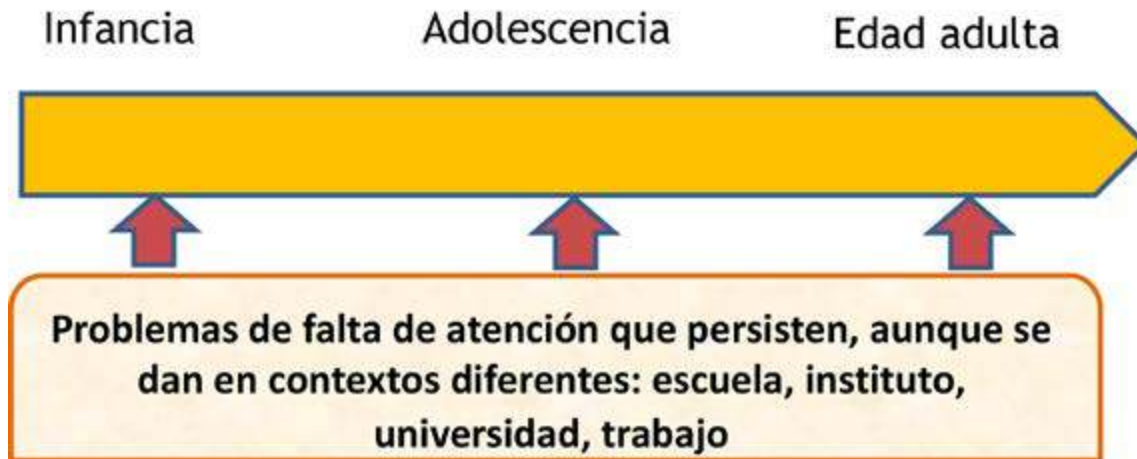 Infancia Adolescencia Edad adulta
Problemas de falta de atención que persisten, aunque se
dan en contextos diferentes: escuela, instituto,
universidad, trabajo